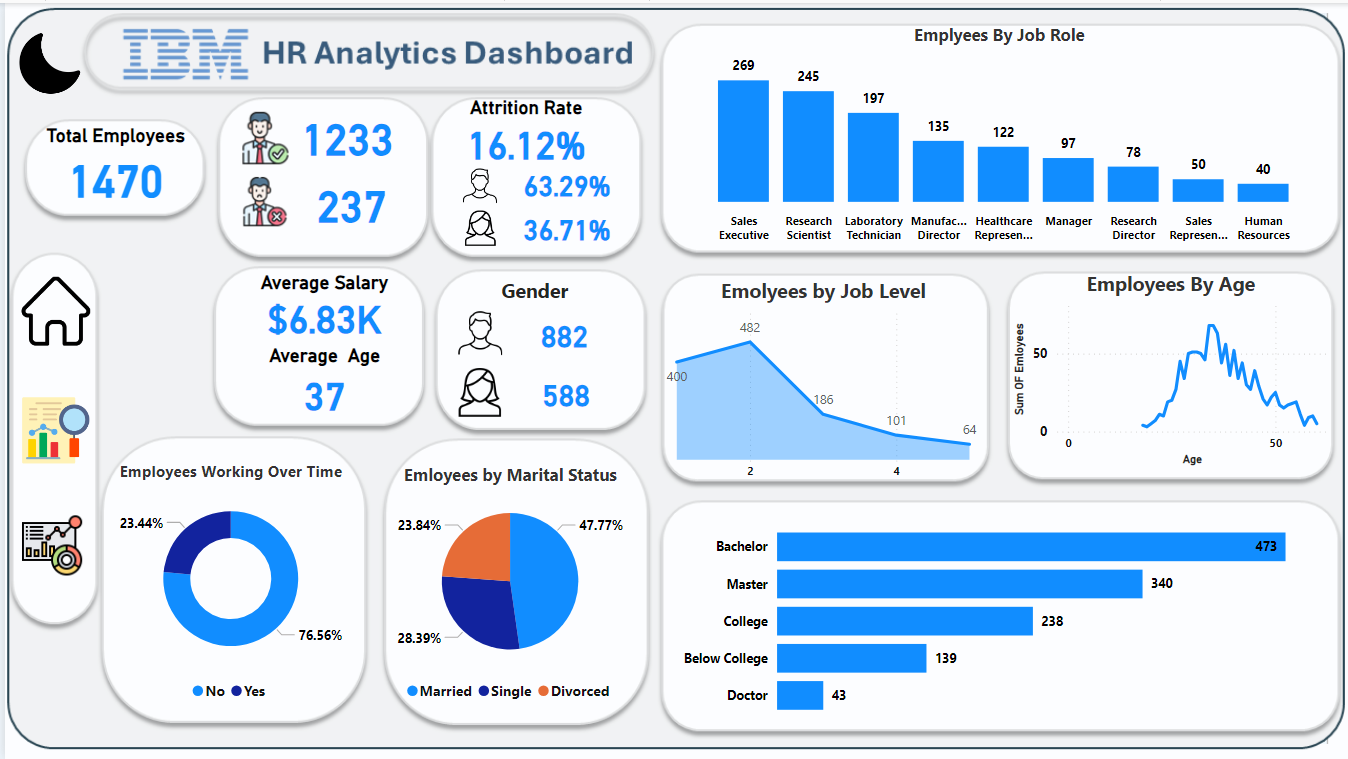 IBM HR Analytics Dashboard
Total Employees
1470
1233
237
Attrition Rate
16.12%
63.29%
36.71%
Average Salary
$6.83K
Average Age
37
Gender
882
588
Emplyees By Job Role
269
245
197
135
122
97
78
50
40
Sales
Executive
Research
Scientist
Laboratory
Technician
Manufac...
Director
Healthcare
Represen...
Manager
Research
Director
Sales
Represen...
Human
Resources
Emolyees by Job Level
400
482
186
101
64
2
4
Employees By Age
Sum OF Emloyees
50
0
0
50
Age
Employees Working Over Time
23.44%
76.56%
No Yes
Emloyees by Marital Status
23.84%
47.77%
28.39%
Married Single Divorced
Bachelor 473
Master 340
College 238
Below College 139
Doctor 43